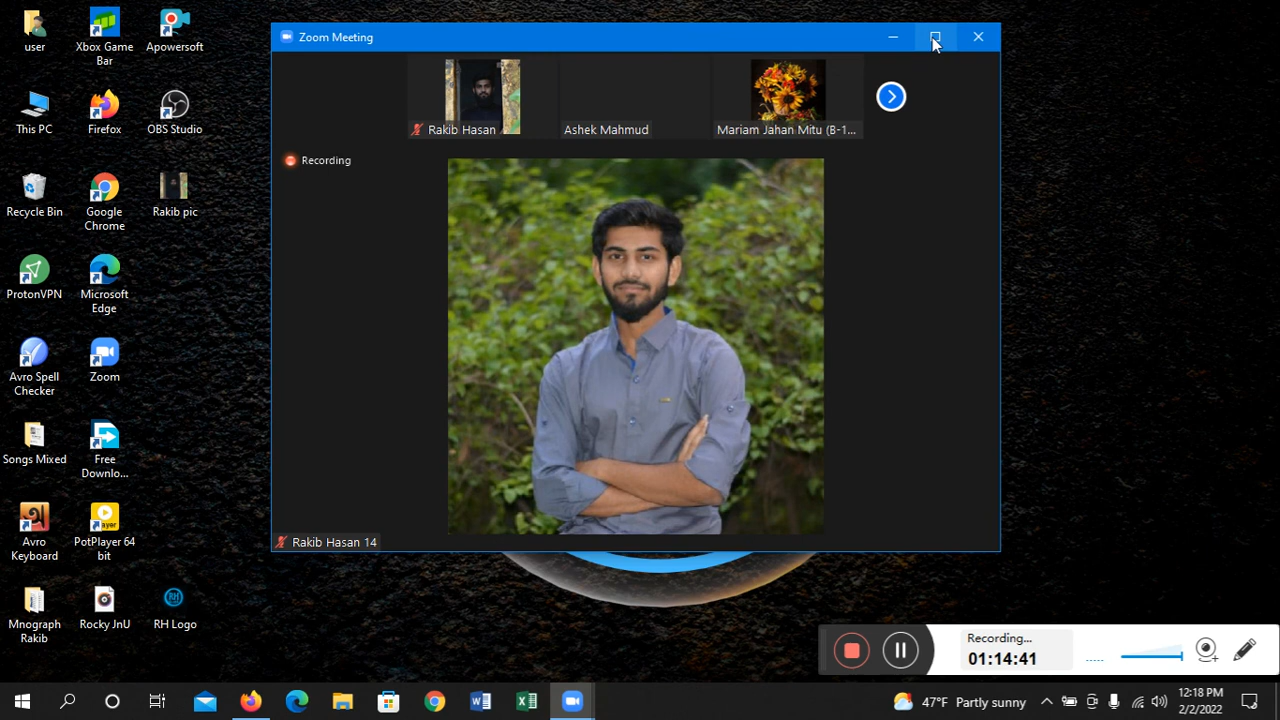 user
Xbox Game
Bar
Apowersoft
This PC
Firefox
OBS Studio
Recycle Bin
Google
Chrome
Rakib pic
ProtonVPN
Microsoft
Edge
Avro Spell
Checker
Zoom
Songs Mixed
Free
Downlo...
Avro
Keyboard
PotPlayer 64
bit
Mnograph
Rakib
Rocky JnU
RH
RH Logo
Zoom Meeting
Rakib Hasan
Ashek Mahmud
Mariam Jahan Mitu (B-1...
Recording
Rakib Hasan 14
Recording...
01:14:41
47°F Partly sunny
12:18 PM
2/2/2022